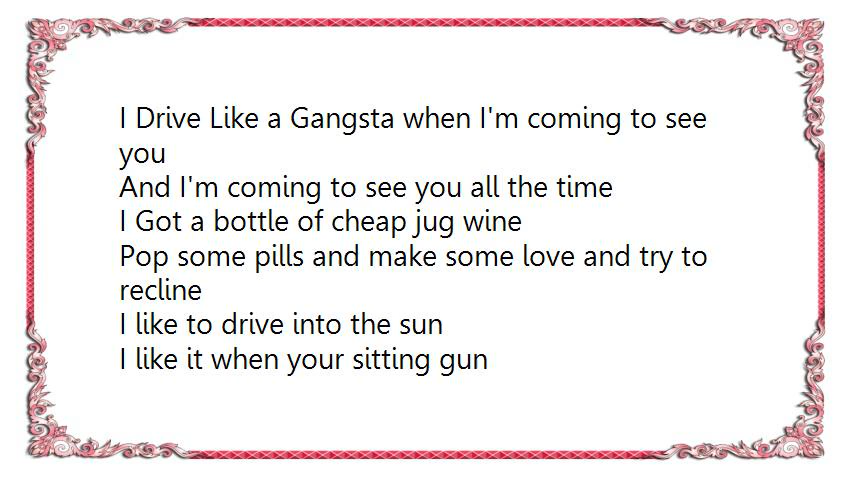 I Drive Like a Gangsta when I'm coming to see
you
And I'm coming to see you all the time
I Got a bottle of cheap jug wine
Pop some pills and make some love and try to
recline
I like to drive into the sun
I like it when your sitting gun